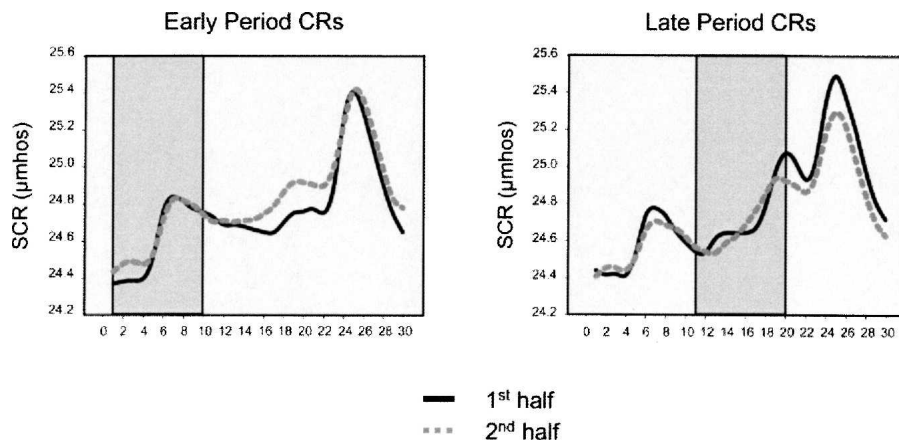 Early Period CRs
25.6
25.4
25.2
25.0
24.8
24.6
24.4
24.2
SCR (µmhos)
0 2 4 6 8 10 12 14 16 18 20 22 24 26 28 30
Late Period CRs
25.6
25.4
25.2
25.0
24.8
24.6
24.4
24.2
SCR (µmhos)
0 2 4 6 8 10 12 14 16 18 20 22 24 26 28 30
1st half
2nd half